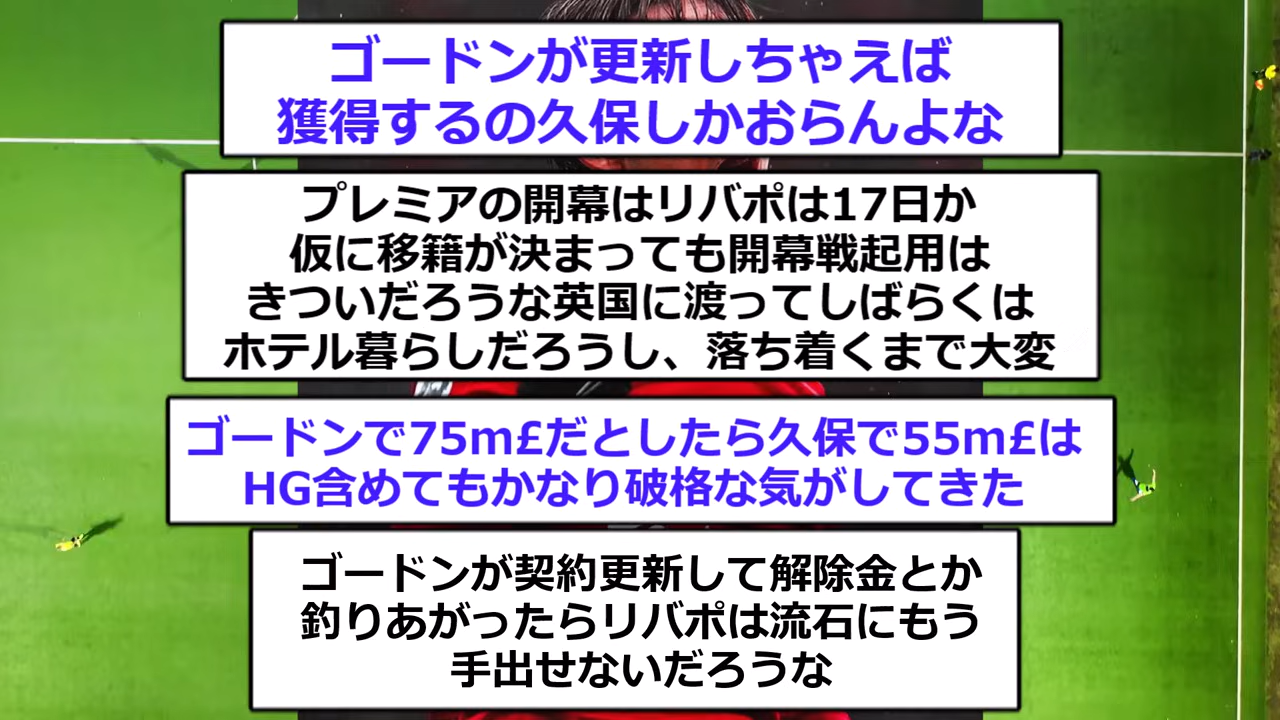 ゴードンが更新しちゃえば
獲得するの久保しかおらんよな
プレミアの開幕はリバポは17日か
仮に移籍が決まっても開幕戦起用は
きついだろうな英国に渡ってしばらくは
ホテル暮らしだろうし、落ち着くまで大変
ゴードンで75m£だとしたら久保で55m£は
HG含めてもかなり破格な気がしてきた
ゴードンが契約更新して解除金とか
釣りあがったらリバポは流石にもう
手出せないだろうな